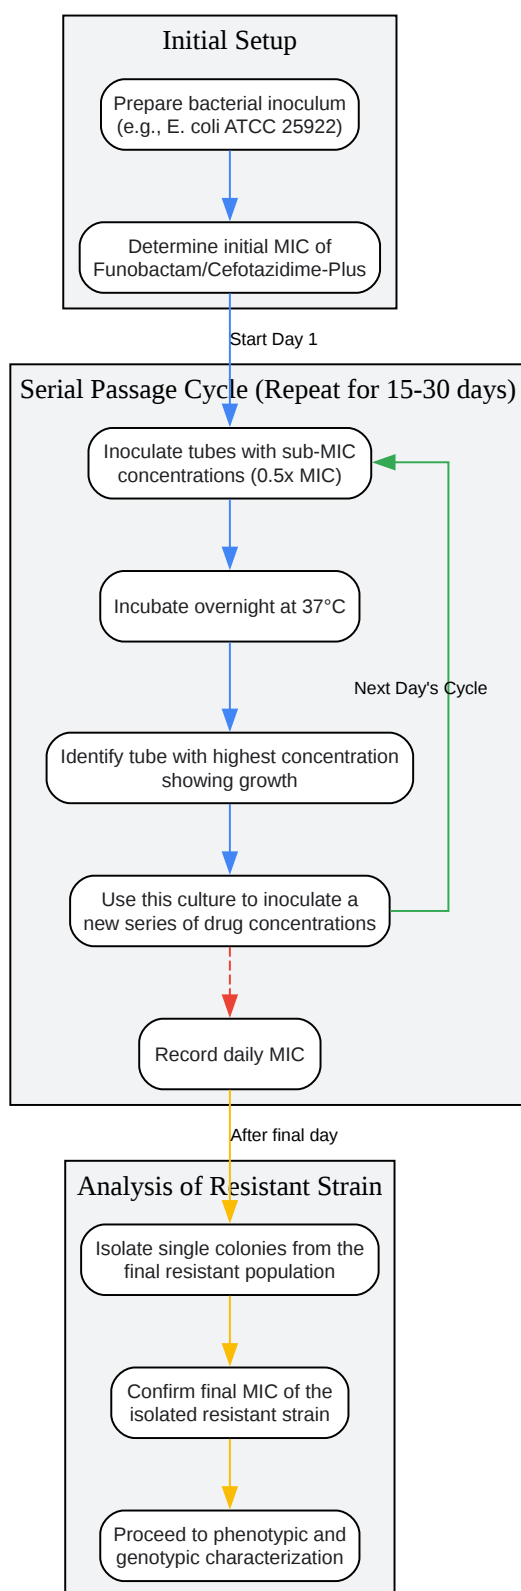 Initial Setup
Prepare bacterial inoculum
(e.g., E. coli ATCC 25922)
Determine initial MIC of
Funobactam/Cefotazidime-Plus
Start Day 1
Serial Passage Cycle (Repeat for 15-30 days)
Inoculate tubes with sub-MIC
concentrations (0.5x MIC)
Incubate overnight at 37°C
Next Day's Cycle
Identify tube with highest concentration
showing growth
Use this culture to inoculate a
new series of drug concentrations
Record daily MIC
After final day
Analysis of Resistant Strain
Isolate single colonies from the
final resistant population
Confirm final MIC of the
isolated resistant strain
Proceed to phenotypic and
genotypic characterization